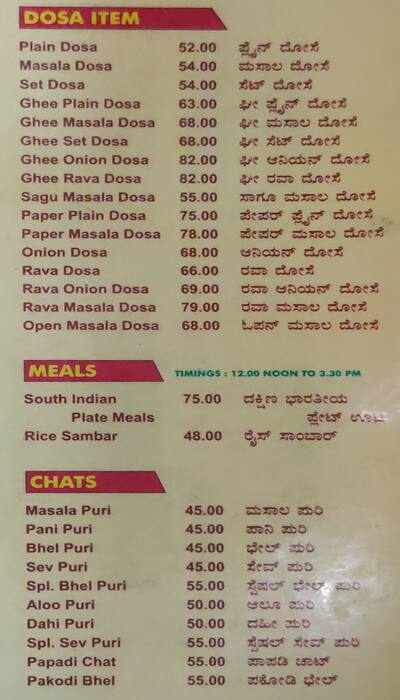 DOSA ITEM
Plain Dosa 52.00 ಪ್ಲೈನ್ ದೋಸೆ
Masala Dosa 54.00 ಮಸಾಲ ದೋಸೆ
Set Dosa 54.00 ಸೆಟ್ ದೋಸೆ
Ghee Plain Dosa 63.00 ಘೀ ಪ್ಲೈನ್ ದೋಸೆ
Ghee Masala Dosa 68.00 ಘೀ ಮಸಾಲ ದೋಸೆ
Ghee Set Dosa 68.00 ಘೀ ಸೆಟ್ ದೋಸೆ
Ghee Onion Dosa 82.00 ಘೀ ಆನಿಯನ್ ದೋಸೆ
Ghee Rava Dosa 82.00 ಘೀ ರವಾ ದೋಸೆ
Sagu Masala Dosa 55.00 ಸಾಗೂ ಮಸಾಲ ದೋಸೆ
Paper Plain Dosa 75.00 ಪೇಪರ್ ಪ್ಲೈನ್ ದೋಸೆ
Paper Masala Dosa 78.00 ಪೇಪರ್ ಮಸಾಲ ದೋಸೆ
Onion Dosa 68.00 ಆನಿಯನ್ ದೋಸೆ
Rava Dosa 66.00 ರವಾ ದೋಸೆ
Rava Onion Dosa 69.00 ರವಾ ಆನಿಯನ್ ದೋಸೆ
Rava Masala Dosa 79.00 ರವಾ ಮಸಾಲ ದೋಸೆ
Open Masala Dosa 68.00 ಓಪನ್ ಮಸಾಲ ದೋಸೆ
MEALS TIMINGS : 12.00 NOON TO 3.30 PM
South Indian 75.00 ದಕ್ಷಿಣ ಭಾರತೀಯ
Plate Meals ಪ್ಲೇಟ್ ಊಟ
Rice Sambar 48.00 ರೈಸ್ ಸಾಂಬಾರ್
CHATS
Masala Puri 45.00 ಮಸಾಲ ಪುರಿ
Pani Puri 45.00 ಪಾನಿ ಪುರಿ
Bhel Puri 45.00 ಭೇಲ್ ಪುರಿ
Sev Puri 45.00 ಸೇವ್ ಪುರಿ
Spl. Bhel Puri 55.00 ಸ್ಪೆಷಲ್ ಭೇಲ್ ಪುರಿ
Aloo Puri 50.00 ಆಲೂ ಪುರಿ
Dahi Puri 50.00 ದಹೀ ಪುರಿ
Spl. Sev Puri 55.00 ಸ್ಪೆಷಲ್ ಸೇವ್ ಪುರಿ
Papadi Chat 55.00 ಪಾಪಡಿ ಚಾಟ್
Pakodi Bhel 55.00 ಪಕೋಡಿ ಭೇಲ್